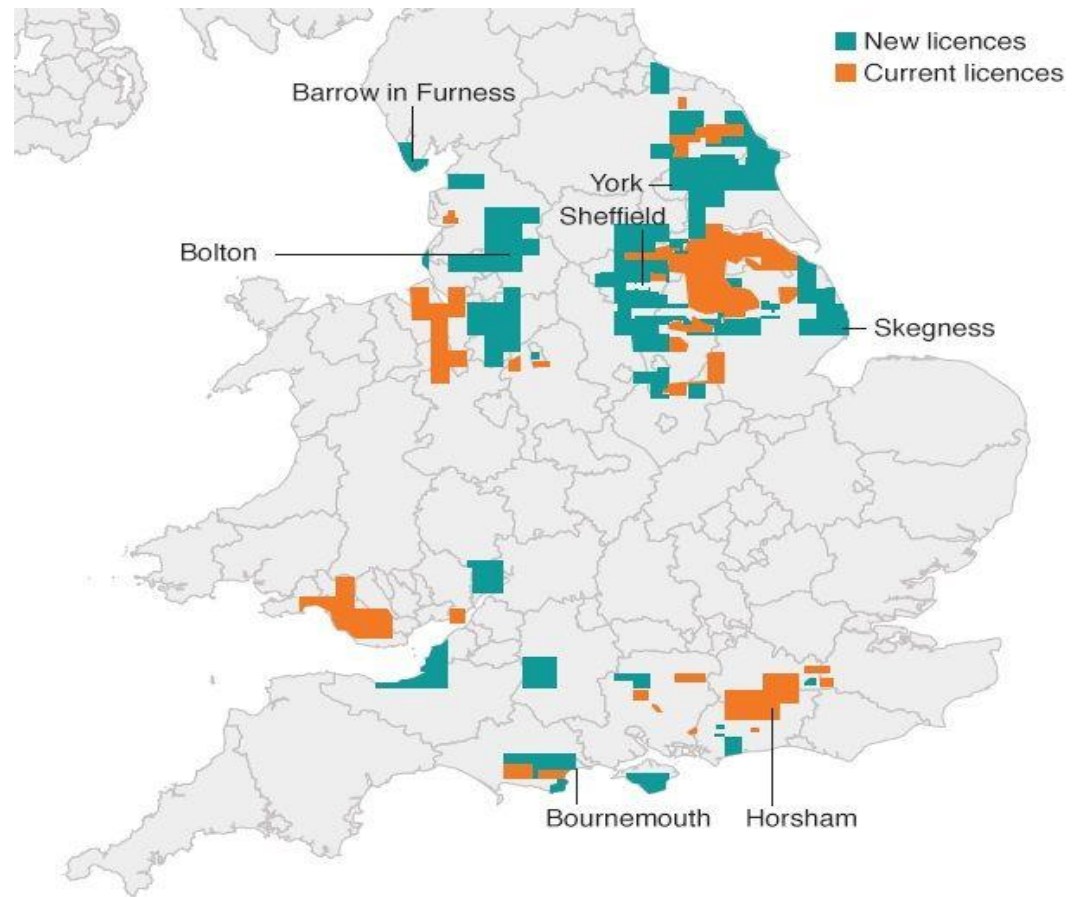 New licences
Current licences
Barrow in Furness
York
Sheffield
Bolton
Skegness
Bournemouth
Horsham